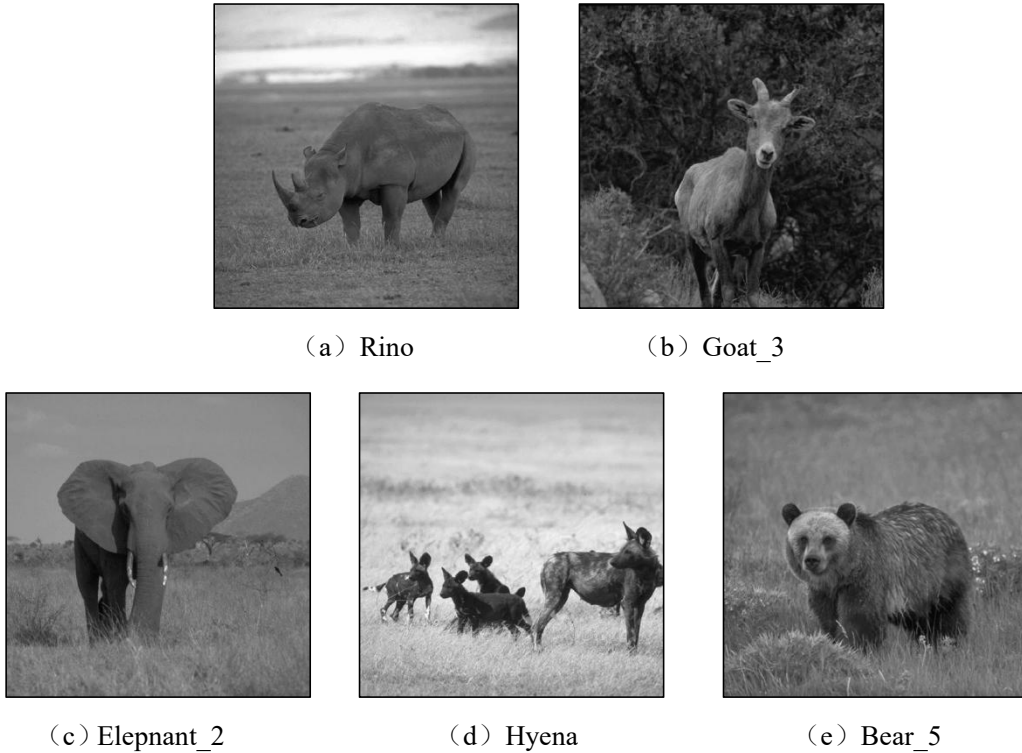 （a）Rino
（b）Goat_3
（c）Elepnant_2
（d）Hyena
（e）Bear_5